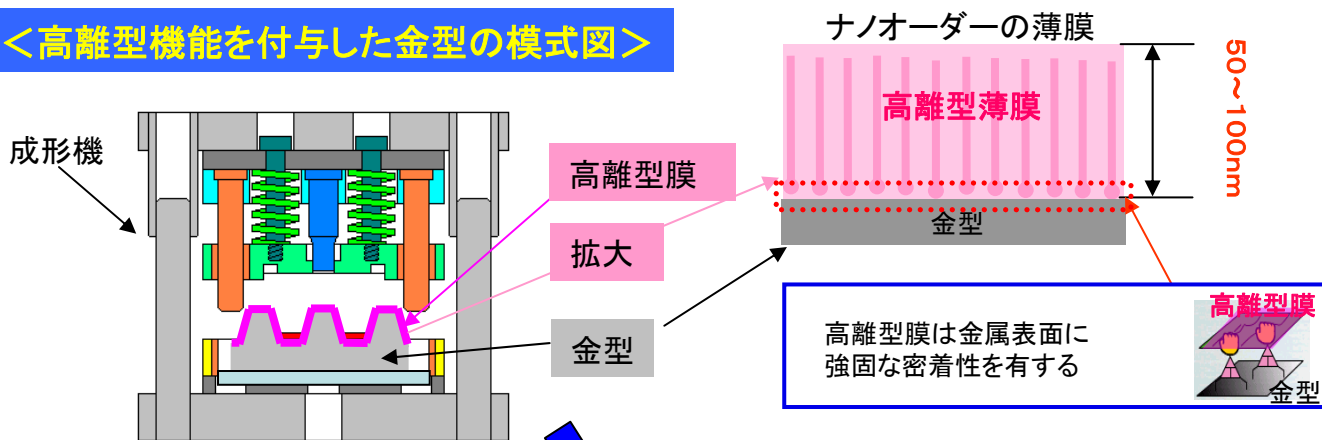 ＜高離型機能を付与した金型の模式図＞
ナノオーダーの薄膜
高離型薄膜
50～100nm
金型
成形機
高離型膜
拡大
金型
高離型膜は金属表面に
強固な密着性を有する
高離型膜
金型